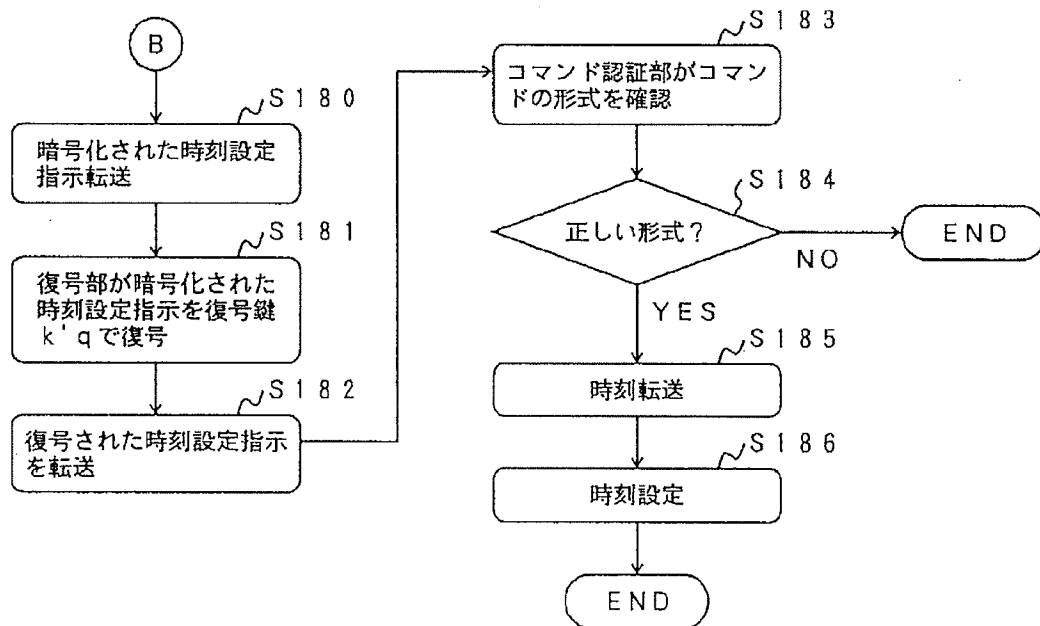 B
S180
暗号化された時刻設定
指示転送
S181
復号部が暗号化された
時刻設定指示を復号鍵
k'qで復号
S182
復号された時刻設定指示
を転送
S183
コマンド認証部がコマン
ドの形式を確認
S184
正しい形式？
NO
END
YES
S185
時刻転送
S186
時刻設定
END